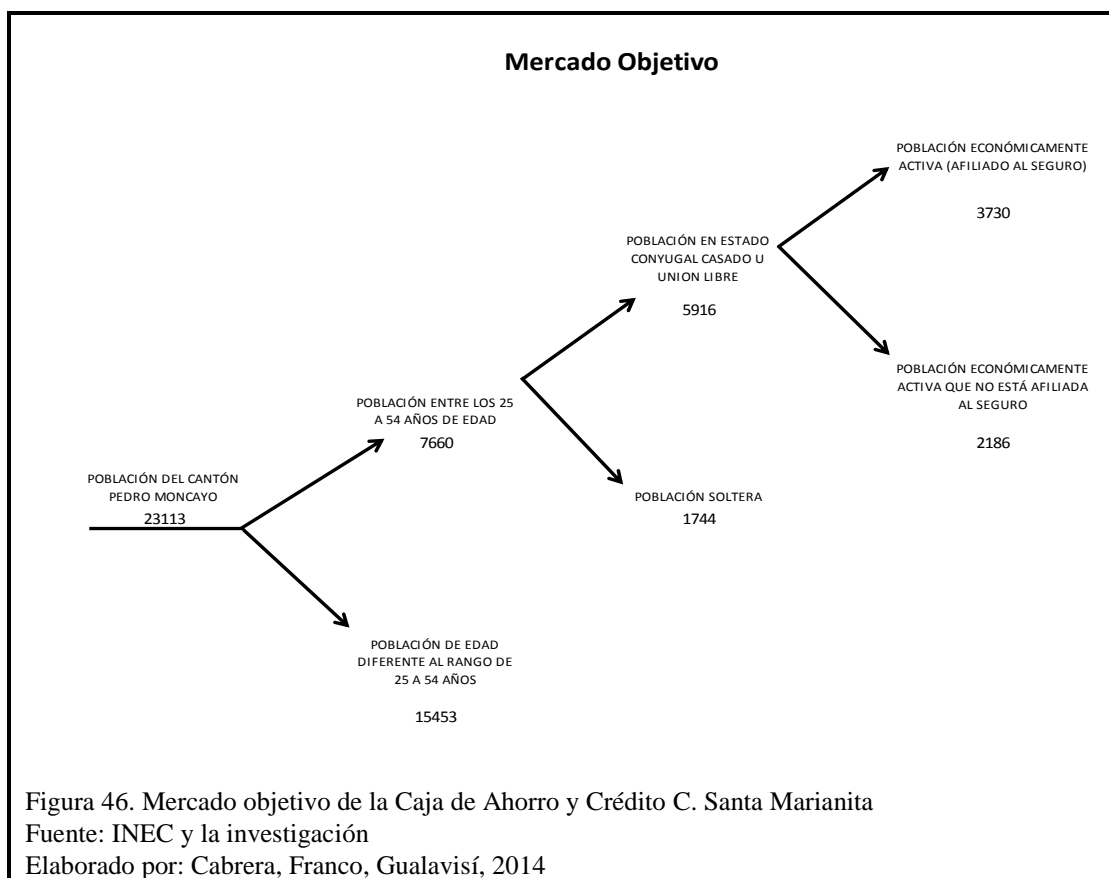 Mercado Objetivo
POBLACIÓN ECONÓMICAMENTE
ACTIVA (AFILIADO AL SEGURO)
3730
POBLACIÓN EN ESTADO
CONYUGAL CASADO U
UNION LIBRE
5916
POBLACIÓN ECONÓMICAMENTE
ACTIVA QUE NO ESTÁ AFILIADA
AL SEGURO
2186
POBLACIÓN ENTRE LOS 25
A 54 AÑOS DE EDAD
7660
POBLACIÓN DEL CANTÓN
PEDRO MONCAYO
23113
POBLACIÓN SOLTERA
1744
POBLACIÓN DE EDAD
DIFERENTE AL RANGO DE
25 A 54 AÑOS
15453
Figura 46. Mercado objetivo de la Caja de Ahorro y Crédito C. Santa Marianita
Fuente: INEC y la investigación
Elaborado por: Cabrera, Franco, Gualavisí, 2014